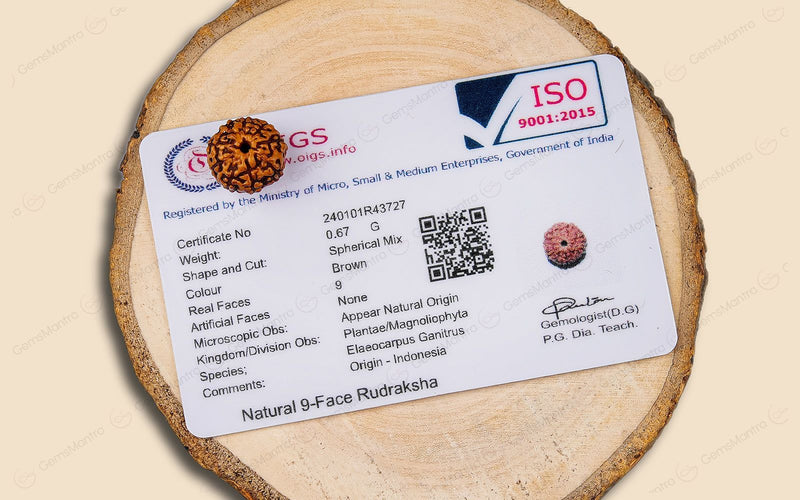 IGS
www.oigs.info
ISO
9001:2015
Registered by the Ministry of Micro, Small & Medium Enterprises, Government of India
Certificate No 240101R43727
Weight: 0.67 G
Shape and Cut: Spherical Mix
Colour Brown
Real Faces 9
Artificial Faces None
Microscopic Obs: Appear Natural Origin
Kingdom/Division Obs: Plantae/Magnoliophyta
Species; Elaeocarpus Ganitrus
Comments: Origin - Indonesia
Natural 9-Face Rudraksha
Gemologist(D.G)
P.G. Dia. Teach.
GemsMantra